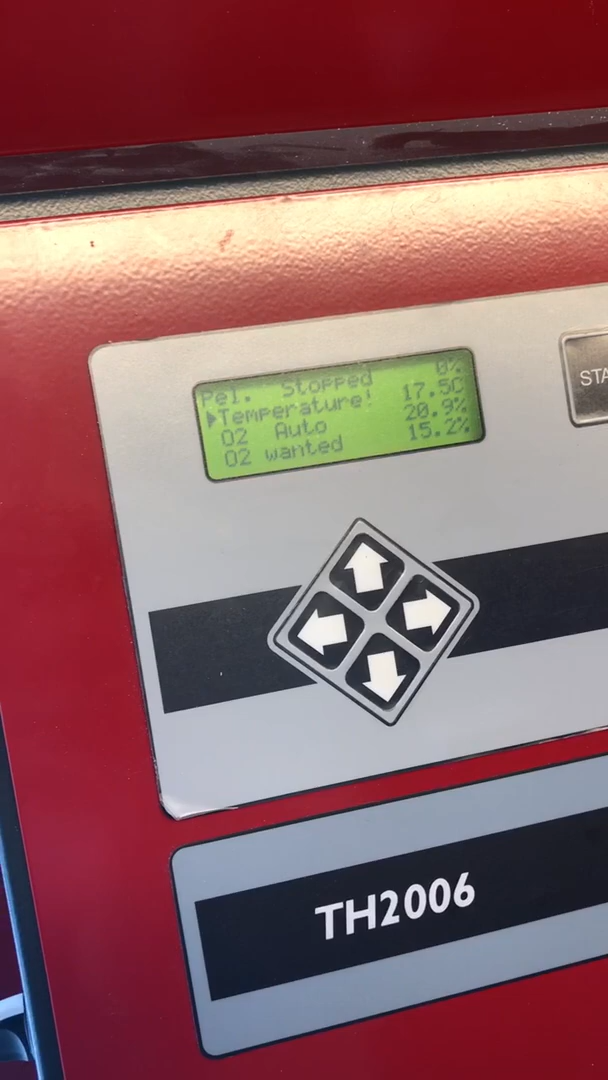 Pel. Stopped 0%
Temperature! 17.5C
O2 Auto 20.9%
O2 wanted 15.2%
STA
TH2006